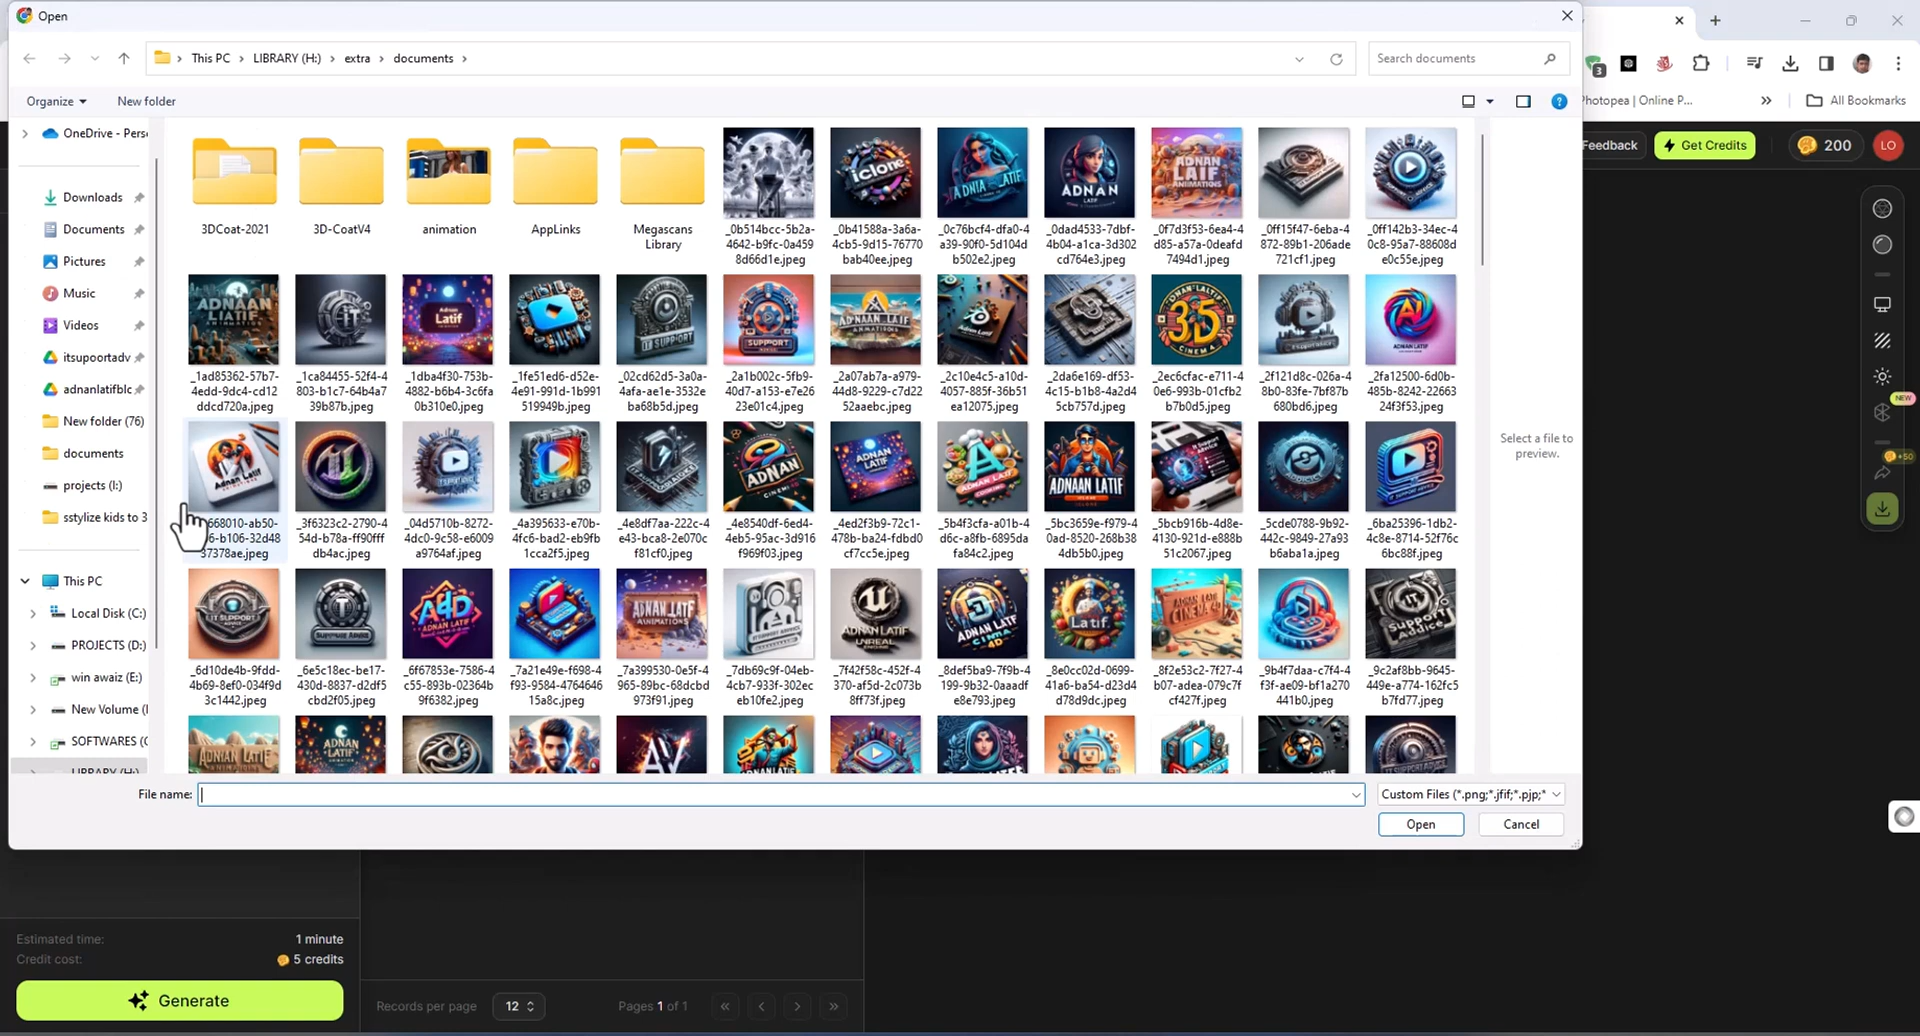 Open
This PC > LIBRARY (H:) > extra > documents >
Search documents
Organize
New folder
3
Photopea | Online P...
All Bookmarks
Feedback
Get Credits
200
LO
OneDrive - Pers
Downloads
Documents
Pictures
Music
Videos
itsupoortadv
adnanlatifblc
New folder (76)
documents
projects (I:)
sstylize kids to 3
This PC
Local Disk (C:)
PROJECTS (D:)
win awaiz (E:)
New Volume (
SOFTWARES (
LIBRARY (H:)
3DCoat-2021
3D-CoatV4
animation
AppLinks
Megascans
Library
_0b514bcc-5b2a-
4642-b9fc-0a459
8d66d1e.jpeg
_0b41588a-3a6a-
4cb5-9d15-76770
bab40ee.jpeg
_0c76bcf4-dfa0-4
a39-90f0-5d104d
b502e2.jpeg
_0dad4533-7dbf-
4b04-a1ca-3d302
cd764e3.jpeg
_0f7d3f53-6ea4-4
d85-a57a-0deafd
7494d1.jpeg
_0ff15f47-6eba-4
872-89b1-206ade
721cf1.jpeg
_0ff142b3-34ec-4
0c8-95a7-88608d
e0c55e.jpeg
_1ad85362-57b7-
4edd-9dc4-cd12
ddcd720a.jpeg
_1ca84455-52f4-4
803-b1c7-64b4a7
39b87b.jpeg
_1dba4f30-753b-
4882-b6b4-3c6fa
0b310e0.jpeg
_1fe51ed6-d52e-
4e91-991d-1b991
519949b.jpeg
_02cd62d5-3a0a-
4afa-ae1e-3532e
ba68b5d.jpeg
_2a1b002c-5fb9-
40d7-a153-e7e26
23e01c4.jpeg
_2a07ab7a-a979-
44d8-9229-c7d22
52aaebc.jpeg
_2c10e4c5-a10d-
4057-885f-36b51
ea12075.jpeg
_2da6e169-df53-
4c15-b1b8-4a2d4
5cb757d.jpeg
_2ec6cfac-e711-4
0e6-993b-01cfb2
b7b0d5.jpeg
_2f121d8c-026a-4
8b0-83fe-7bf87b
680bd6.jpeg
_2fa12500-6d0b-
485b-8242-22663
24f3f53.jpeg
668010-ab50-
6-b106-32d48
37378ae.jpeg
_3f6323c2-2790-4
54d-b78a-ff90fff
db4ac.jpeg
_04d5710b-8272-
4dc0-9c58-e6009
a9764af.jpeg
_4a395633-e70b-
4fc6-bad2-eb9fb
1cca2f5.jpeg
_4e8df7aa-222c-4
e43-bca8-2e070c
f81cf0.jpeg
_4e8540df-6ed4-
4eb5-95ac-3d916
f969f03.jpeg
_4ed2f3b9-72c1-
478b-ba24-fdbd0
cf7cc5e.jpeg
_5b4f3cfa-a01b-4
d6c-a8fb-6895da
fa84c2.jpeg
_5bc3659e-f979-4
0ad-8520-268b38
4db5b0.jpeg
_5bcb916b-4d8e-
4130-921d-e888b
51c2067.jpeg
_5cde0788-9b92-
442c-9849-27a93
b6aba1a.jpeg
_6ba25396-1db2-
4c8e-8714-52f76c
6bc88f.jpeg
_6d10de4b-9fdd-
4b69-8ef0-034f9d
3c1442.jpeg
_6e5c18ec-be17-
430d-8837-d2df5
cbd2f05.jpeg
_6f67853e-7586-4
c55-893b-02364b
9f6382.jpeg
_7a21e49e-f698-4
f93-9584-4764646
15a8c.jpeg
_7a399530-0e5f-4
965-89bc-68dcbd
973f91.jpeg
_7db69c9f-04eb-
4cb7-933f-302ec
eb10fe2.jpeg
_7f42f58c-452f-4
370-af5d-2c073b
8ff73f.jpeg
_8def5ba9-7f9b-4
199-9b32-0aaadf
e8e793.jpeg
_8e0cc02d-0699-
41a6-ba54-d23d4
d78d9dc.jpeg
_8f2e53c2-7f27-4
b07-adea-079c7f
cf427f.jpeg
_9b4f7daa-c7f4-4
f3f-ae09-bf1a270
441b0.jpeg
_9c2af8bb-9645-
449e-a774-162fc5
b7fd77.jpeg
Select a file to
preview.
NEW
+50
File name:
Custom Files (*.png;*.jfif;*.pjp;*
Open
Cancel
Estimated time:
1 minute
Credit cost:
5 credits
Generate
Records per page
12
Pages 1 of 1